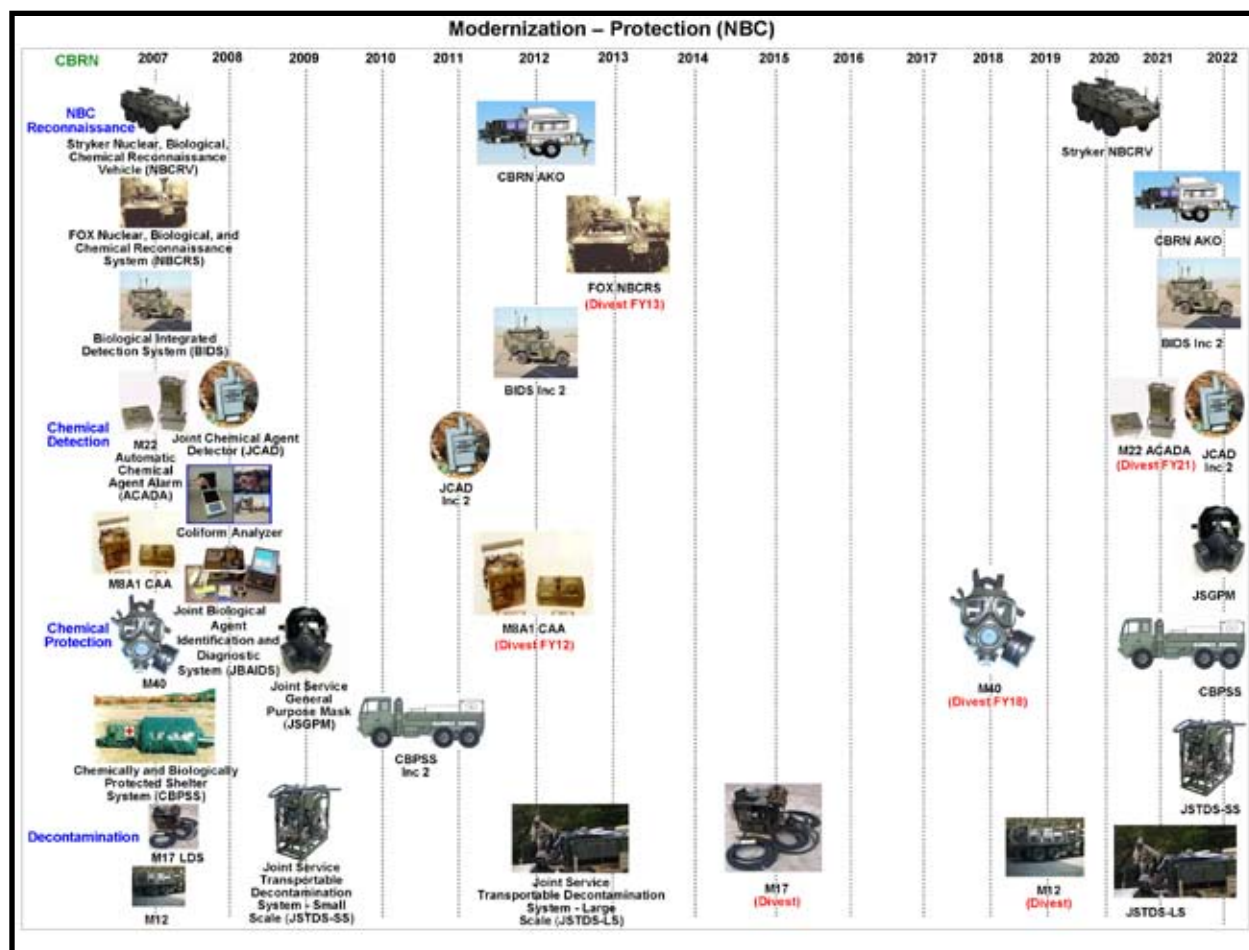 Modernization – Protection (NBC)
CBRN 2007 2008 2009 2010 2011 2012 2013 2014 2015 2016 2017 2018 2019 2020 2021 2022
NBC
Reconnaissance
Stryker Nuclear, Biological,
Chemical Reconnaissance
Vehicle (NBCRV)
CBRN AKO
Stryker NBCRV
FOX Nuclear, Biological, and
Chemical Reconnaissance
System (NBCRS)
FOX NBCRS
(Divest FY13)
CBRN AKO
Biological Integrated
Detection System (BIDS)
BIDS Inc 2
BIDS Inc 2
Chemical
Detection
M22
Automatic
Chemical
Agent Alarm
(ACADA)
Joint Chemical Agent
Detector (JCAD)
JCAD
Inc 2
M22 ACADA
(Divest FY21)
JCAD
Inc 2
Coliform Analyzer
M8A1 CAA
Joint Biological
Agent
Identification and
Diagnostic
System (JBAIDS)
M8A1 CAA
(Divest FY12)
JSGPM
Chemical
Protection
M40
Joint Service
General
Purpose Mask
(JSGPM)
M40
(Divest FY18)
CBPSS
Chemically and Biologically
Protected Shelter
System (CBPSS)
CBPSS
Inc 2
JSTDS-SS
Decontamination
M17 LDS
M12
Joint Service
Transportable
Decontamination
System - Small
Scale (JSTDS-SS)
Joint Service
Transportable Decontamination
System - Large
Scale (JSTDS-LS)
M17
(Divest)
M12
(Divest)
JSTDS-LS